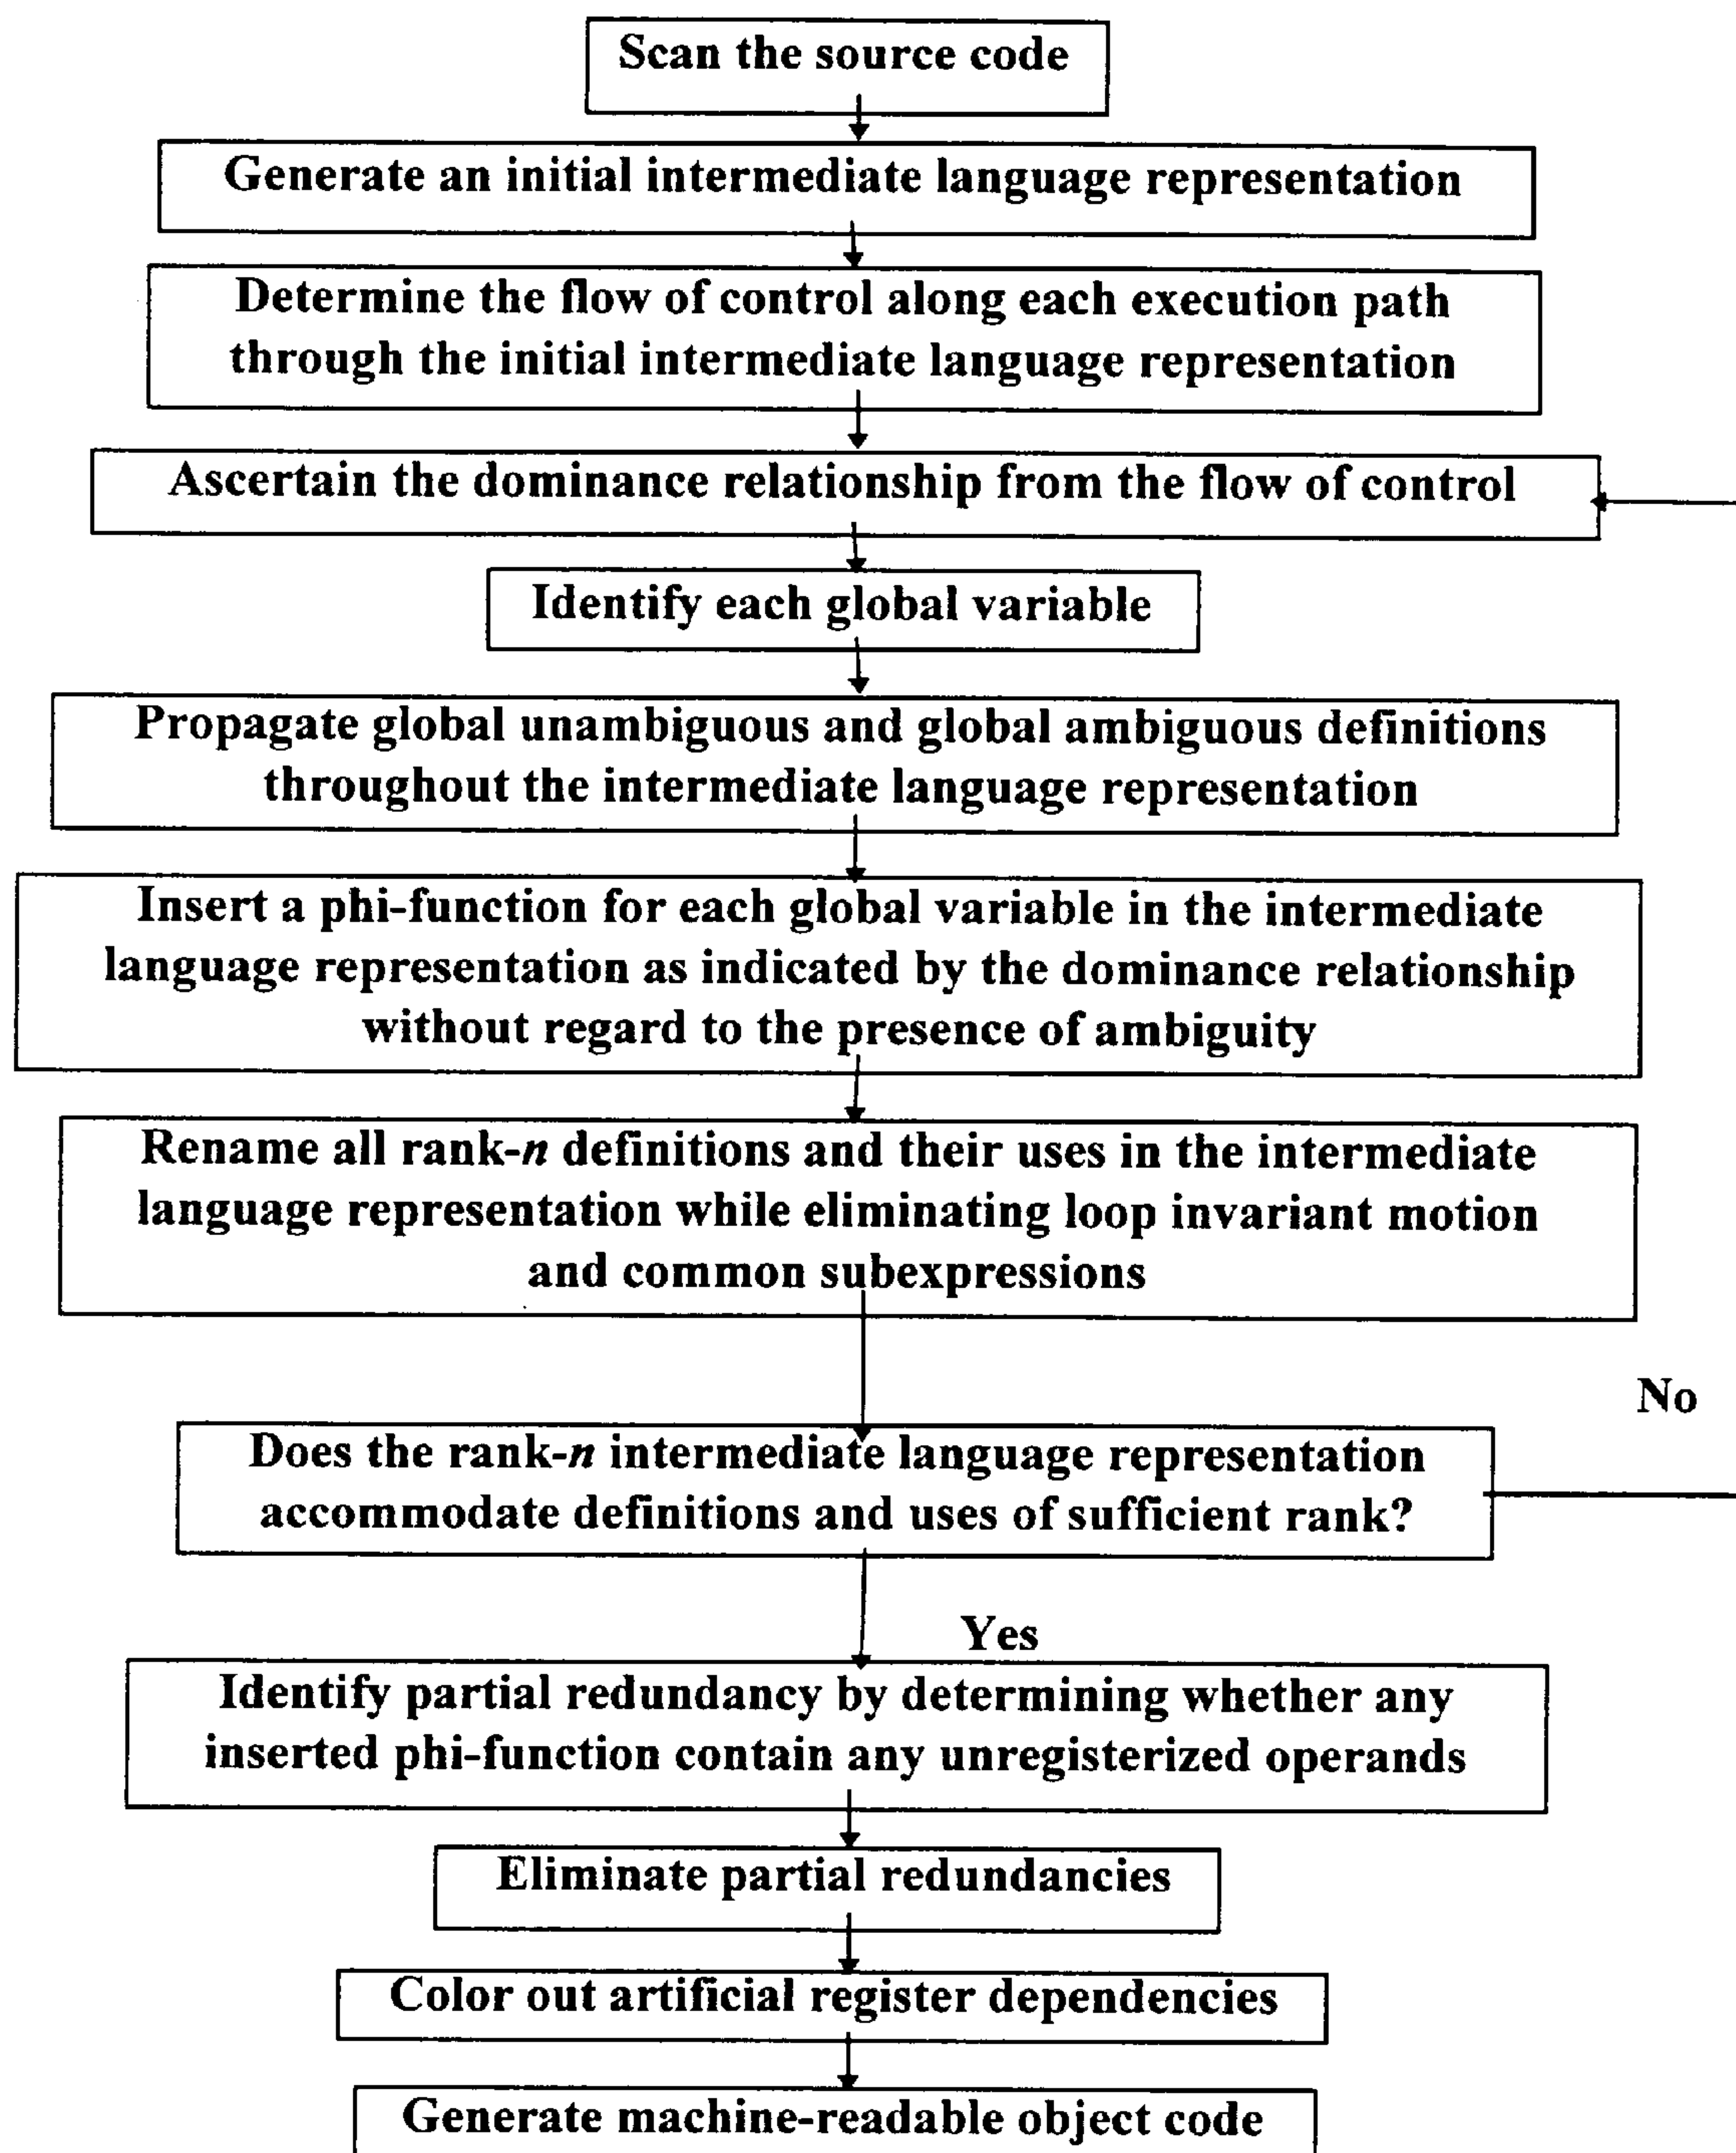 Scan the source code
Generate an initial intermediate language representation
Determine the flow of control along each execution path
through the initial intermediate language representation
Ascertain the dominance relationship from the flow of control
Identify each global variable
Propagate global unambiguous and global ambiguous definitions
throughout the intermediate language representation
Insert a phi-function for each global variable in the intermediate
language representation as indicated by the dominance relationship
without regard to the presence of ambiguity
Rename all rank-n definitions and their uses in the intermediate
language representation while eliminating loop invariant motion
and common subexpressions
No
Does the rank-n intermediate language representation
accommodate definitions and uses of sufficient rank?
Yes
Identify partial redundancy by determining whether any
inserted phi-function contain any unregisterized operands
Eliminate partial redundancies
Color out artificial register dependencies
Generate machine-readable object code